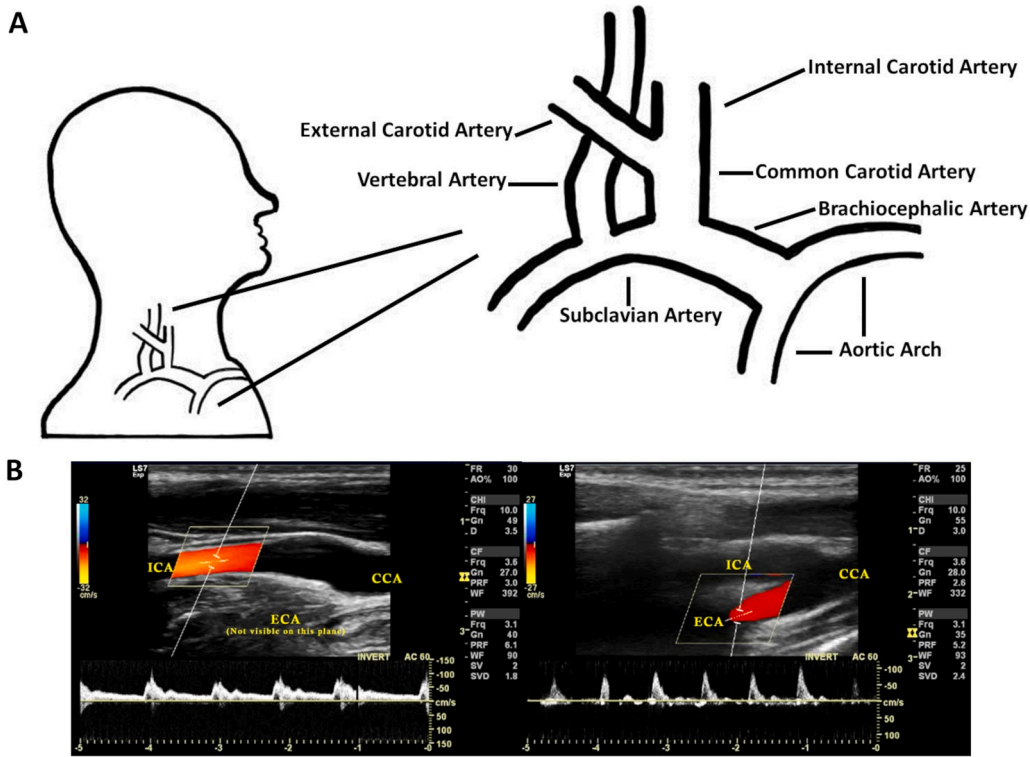 A
Internal Carotid Artery
External Carotid Artery
Vertebral Artery
Common Carotid Artery
Brachiocephalic Artery
Subclavian Artery
Aortic Arch
B
LS7
Exp
32
-32
cm/s
ICA
CCA
ECA
(Not visible on this plane)
1
3
FR 30
AO% 100
CHI
Frq 10.0
Gn 49
D 3.5
CF
Frq 3.6
Gn 27.0
PRF 3.0
WF 392
PW
Frq 3.1
Gn 40
PRF 6.1
WF 90
SV 2
SVD 1.8
INVERT AC 60
-150
-100
-50
cm/s
50
100
150
-5 -4 -3 -2 -1 -0
LS7
Exp
27
-27
cm/s
ICA
CCA
ECA
1
2
3
FR 25
AO% 100
CHI
Frq 10.0
Gn 55
D 3.0
CF
Frq 3.6
Gn 28.0
PRF 2.6
WF 332
PW
Frq 3.1
Gn 35
PRF 5.2
WF 93
SV 2
SVD 2.4
INVERT AC 60
-100
-50
cm/s
50
100
-5 -4 -3 -2 -1 -0